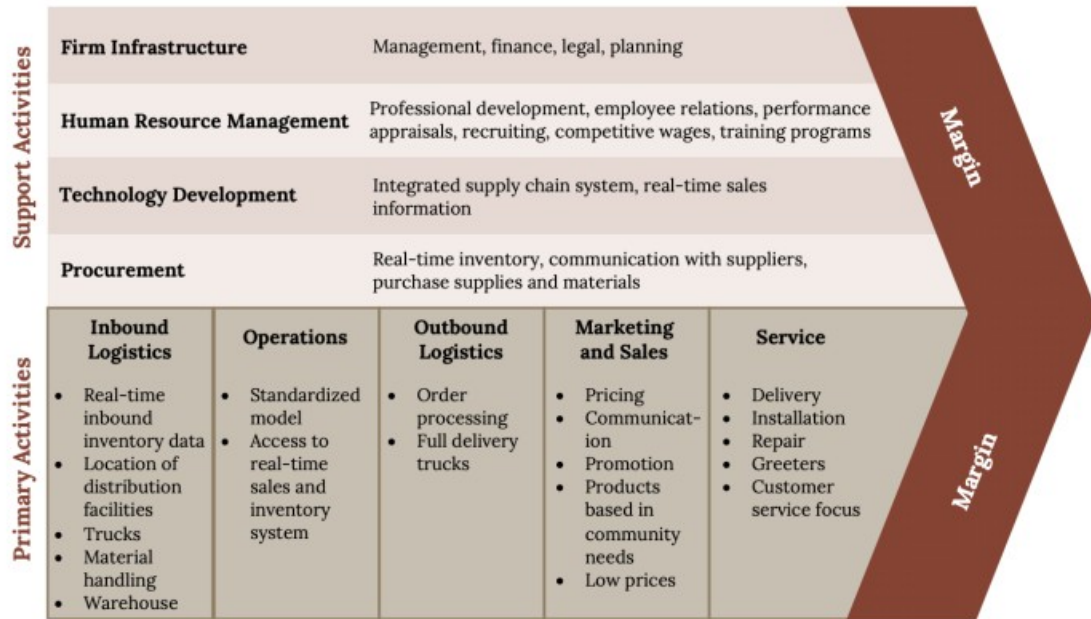 Support Activities
Firm Infrastructure
Management, finance, legal, planning
Human Resource Management
Professional development, employee relations, performance
appraisals, recruiting, competitive wages, training programs
Technology Development
Integrated supply chain system, real-time sales
information
Procurement
Real-time inventory, communication with suppliers,
purchase supplies and materials
Margin
Primary Activities
Inbound
Logistics
• Real-time
inbound
inventory data
• Location of
distribution
facilities
• Trucks
• Material
handling
• Warehouse
Operations
• Standardized
model
• Access to
real-time
sales and
inventory
system
Outbound
Logistics
• Order
processing
• Full delivery
trucks
Marketing
and Sales
• Pricing
• Communicat-
ion
• Promotion
• Products
based in
community
needs
• Low prices
Service
• Delivery
• Installation
• Repair
• Greeters
• Customer
service focus
Margin